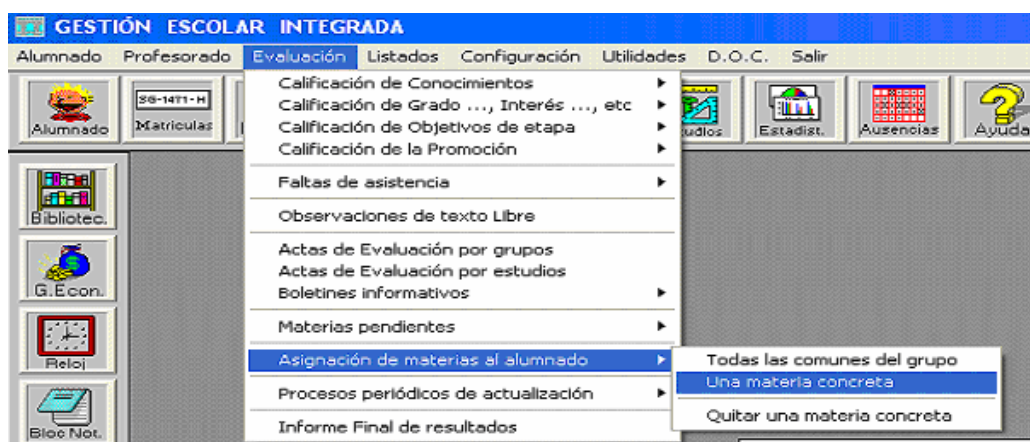 GESTIÓN ESCOLAR INTEGRADA
Alumnado Profesorado Evaluación Listados Configuración Utilidades D.O.C. Salir
Alumnado
SG-1471-H
Matriculas
Estadist.
Ausencias
Ayuda
Calificación de Conocimientos
Calificación de Grado ..., Interés ..., etc
Calificación de Objetivos de etapa
Calificación de la Promoción
Faltas de asistencia
Observaciones de texto Libre
Actas de Evaluación por grupos
Actas de Evaluación por estudios
Boletines informativos
Materias pendientes
Asignación de materias al alumnado
Procesos periódicos de actualización
Informe Final de resultados
Todas las comunes del grupo
Una materia concreta
Quitar una materia concreta
Bibliotec.
G.Econ.
Reloj
Bloc Not.